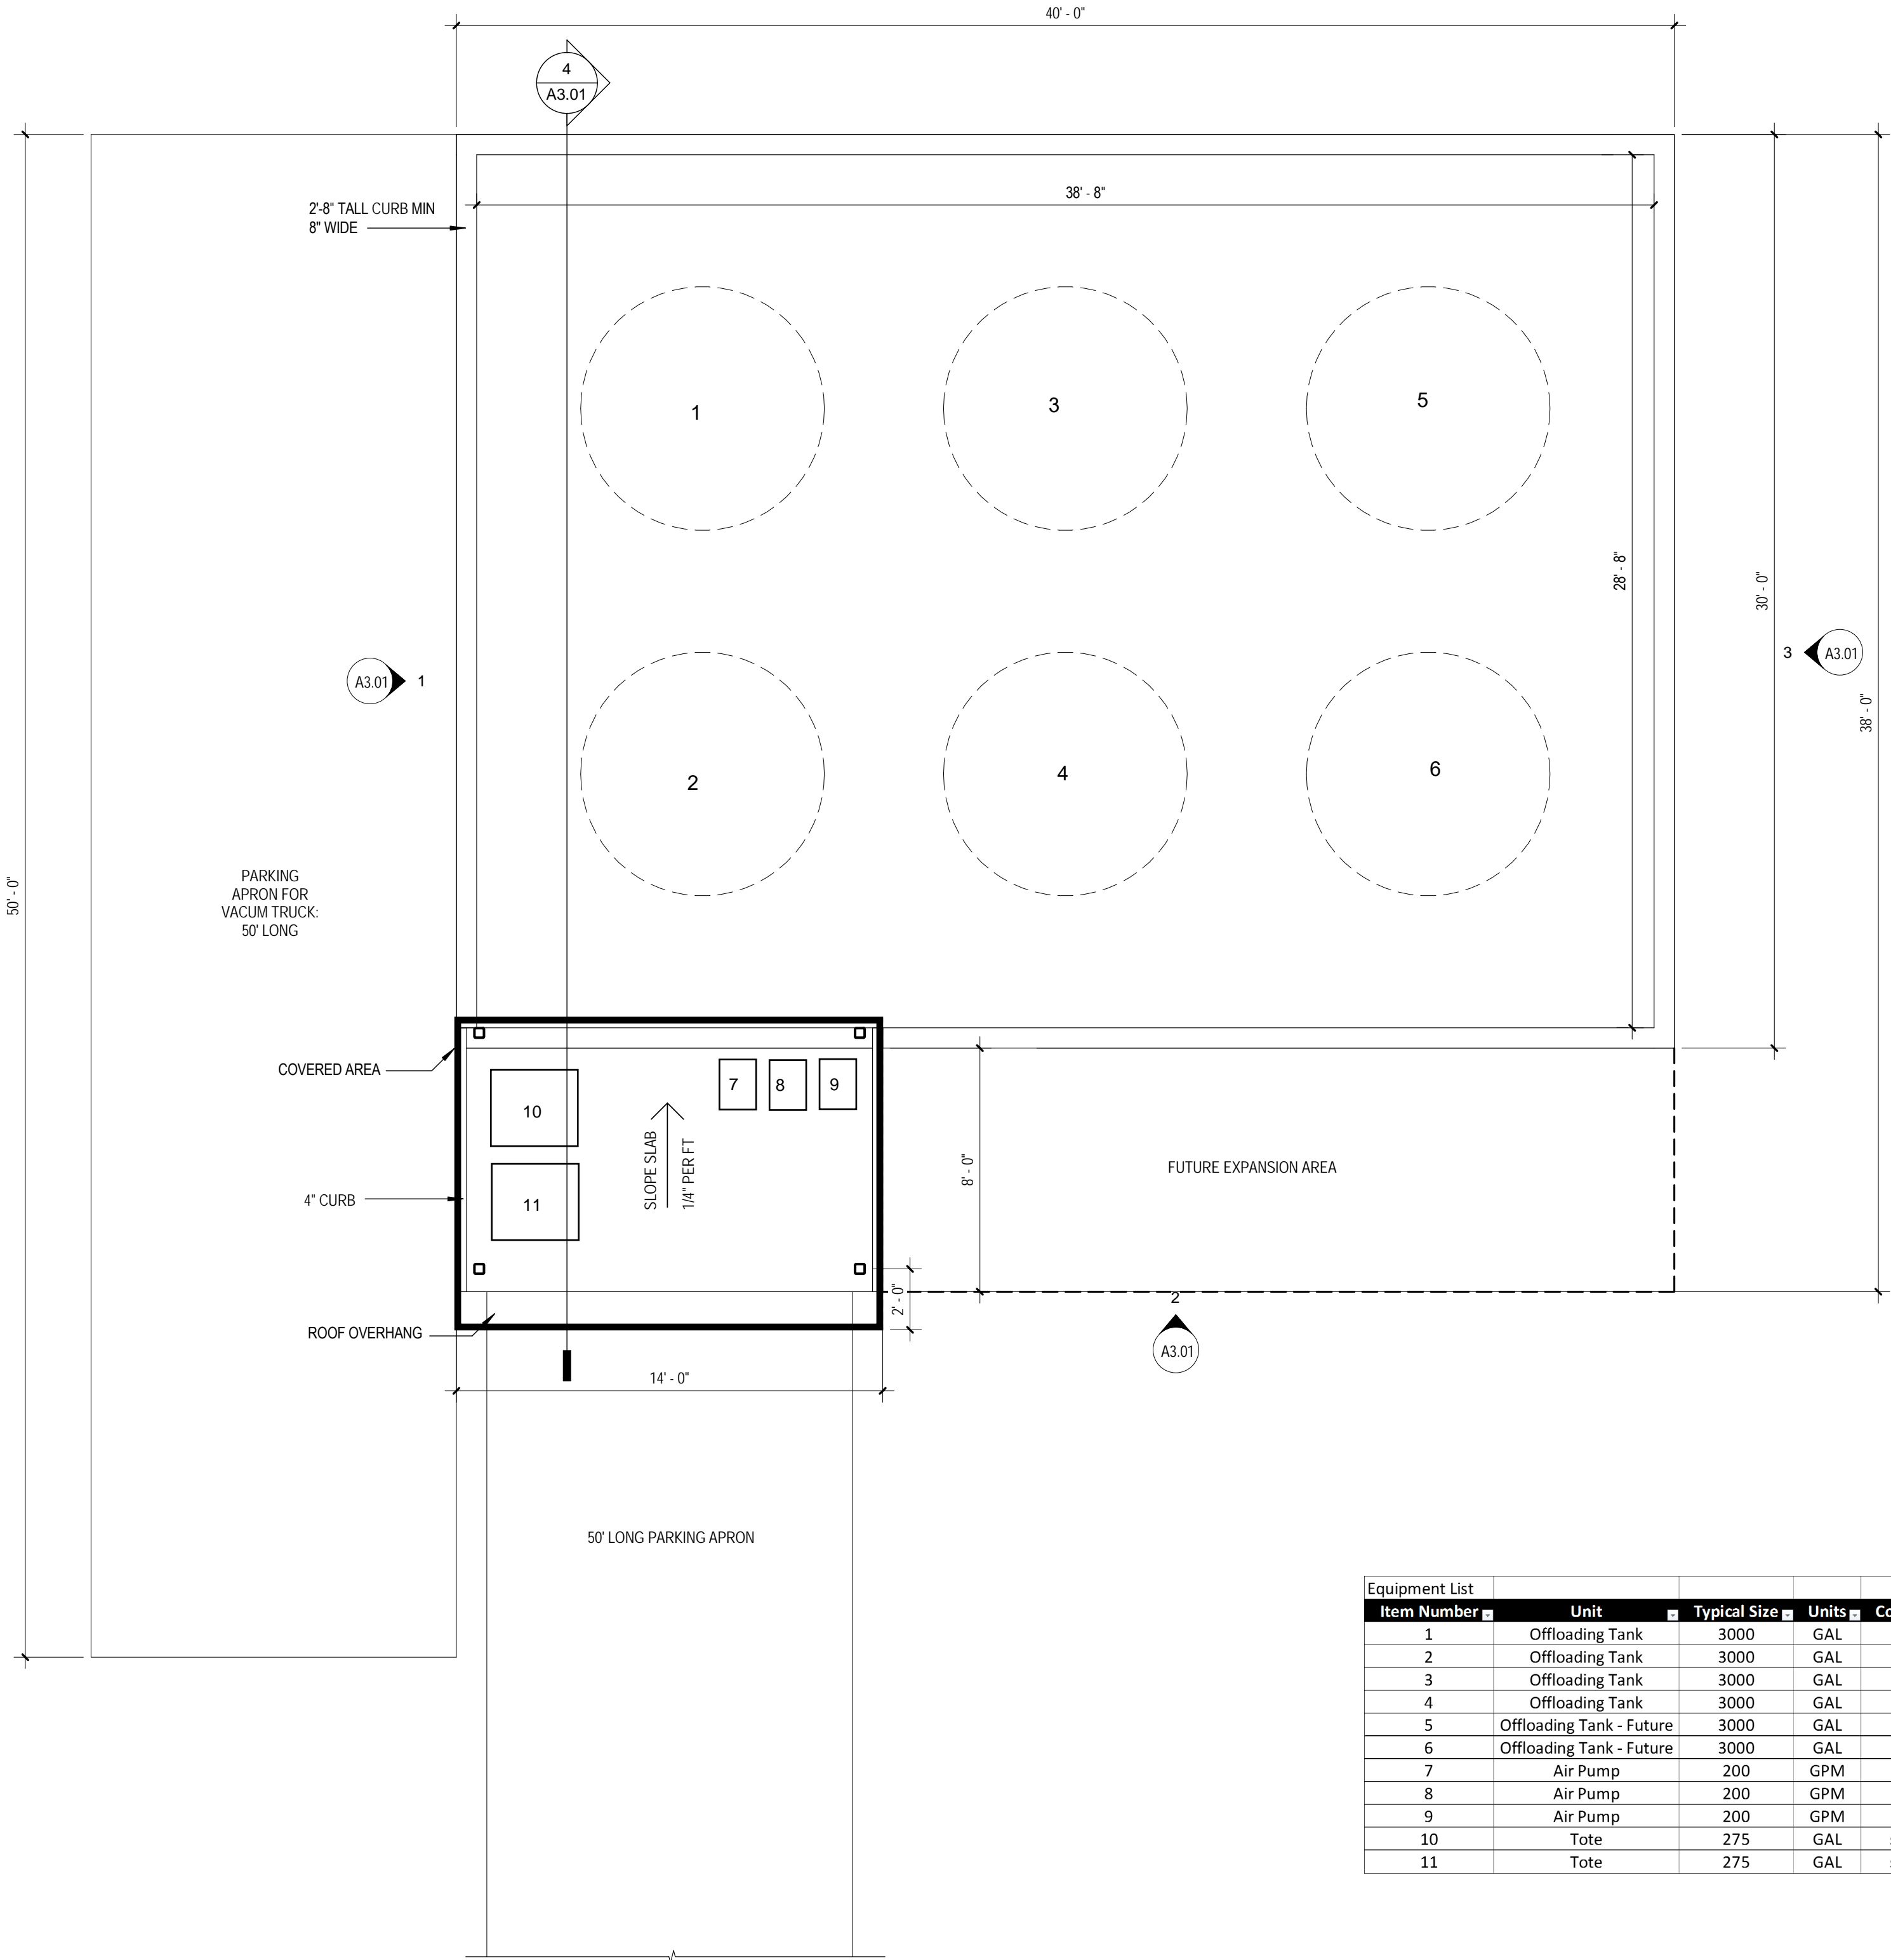 40' - 0"
4
A3.01
2'-8" TALL CURB MIN
8" WIDE
38' - 8"
1
3
5
28' - 8"
30' - 0"
A3.01
1
3
A3.01
38' - 0"
2
4
6
50' - 0"
PARKING
APRON FOR
VACUM TRUCK:
50' LONG
COVERED AREA
7
8
9
10
SLOPE SLAB
1/4" PER FT
8' - 0"
FUTURE EXPANSION AREA
4" CURB
11
2' - 0"
2
A3.01
ROOF OVERHANG
14' - 0"
50' LONG PARKING APRON
Equipment List
Item Number Unit Typical Size Units Co
1 Offloading Tank 3000 GAL
2 Offloading Tank 3000 GAL
3 Offloading Tank 3000 GAL
4 Offloading Tank 3000 GAL
5 Offloading Tank - Future 3000 GAL
6 Offloading Tank - Future 3000 GAL
7 Air Pump 200 GPM
8 Air Pump 200 GPM
9 Air Pump 200 GPM
10 Tote 275 GAL
11 Tote 275 GAL